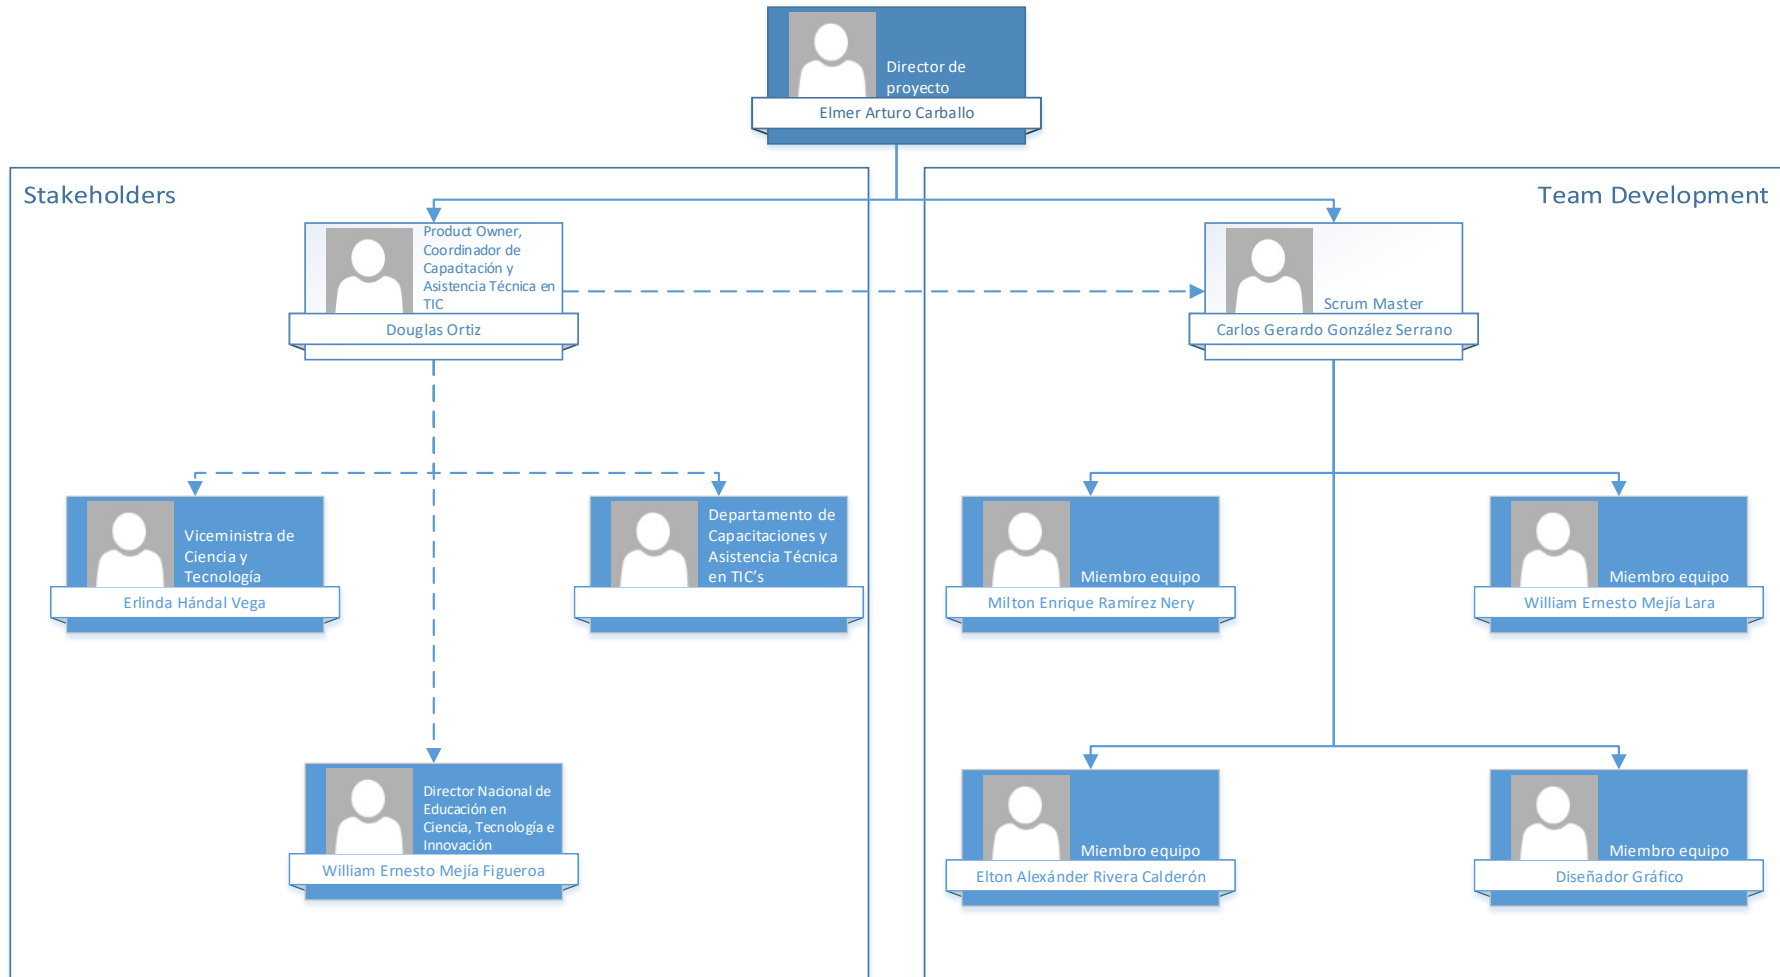 Director de
proyecto
Elmer Arturo Carballo
Stakeholders
Team Development
Product Owner,
Coordinador de
Capacitación y
Asistencia Técnica en
TIC
Douglas Ortiz
Scrum Master
Carlos Gerardo González Serrano
Viceministra de
Ciencia y
Tecnología
Erlinda Hándal Vega
Departamento de
Capacitaciones y
Asistencia Técnica
en TIC's
Miembro equipo
Milton Enrique Ramírez Nery
Miembro equipo
William Ernesto Mejía Lara
Director Nacional de
Educación en
Ciencia, Tecnología e
Innovación
William Ernesto Mejía Figueroa
Miembro equipo
Elton Alexánder Rivera Calderón
Miembro equipo
Diseñador Gráfico